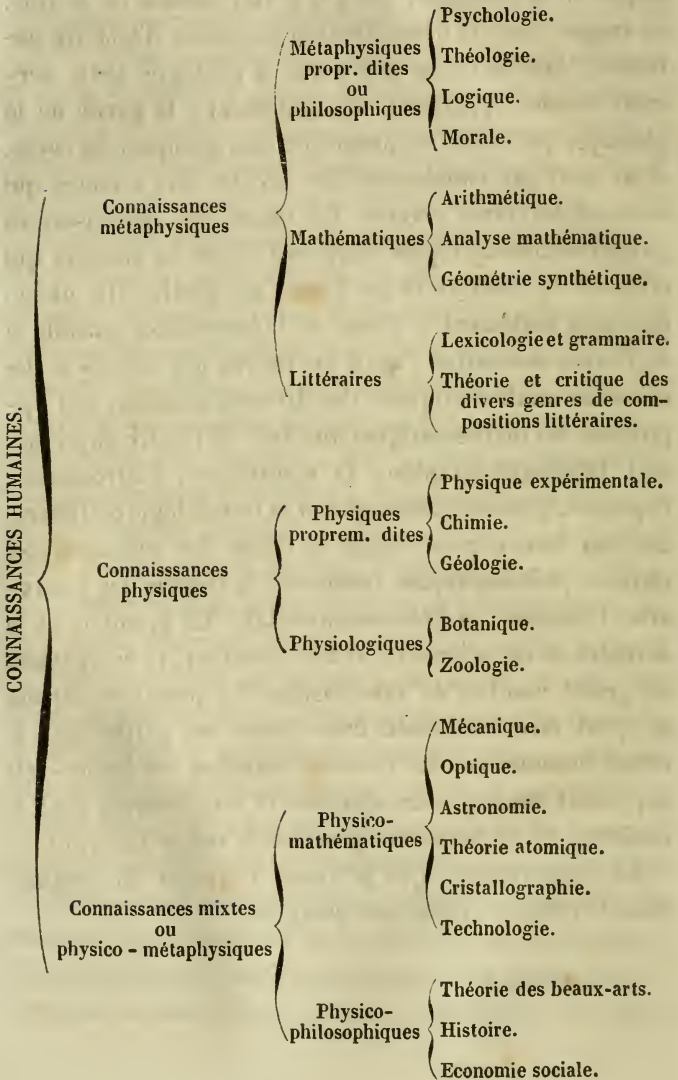 CONNAISSANCES HUMAINES.
Connaissances
métaphysiques
Métaphysiques
propr. dites
ou
philosophiques
Psychologie.
Théologie.
Logique.
Morale.
Mathématiques
Arithmétique.
Analyse mathématique.
Géométrie synthétique.
Littéraires
Lexicologie et grammaire.
Théorie et critique des
divers genres de com-
positions littéraires.
Connaisssances
physiques
Physiques
proprem. dites
Physique expérimentale.
Chimie.
Géologie.
Physiologiques
Botanique.
Zoologie.
Connaissances mixtes
ou
physico - métaphysiques
Physico-
mathématiques
Mécanique.
Optique.
Astronomie.
Théorie atomique.
Cristallographie.
Technologie.
Physico-
philosophiques
Théorie des beaux-arts.
Histoire.
Economie sociale.